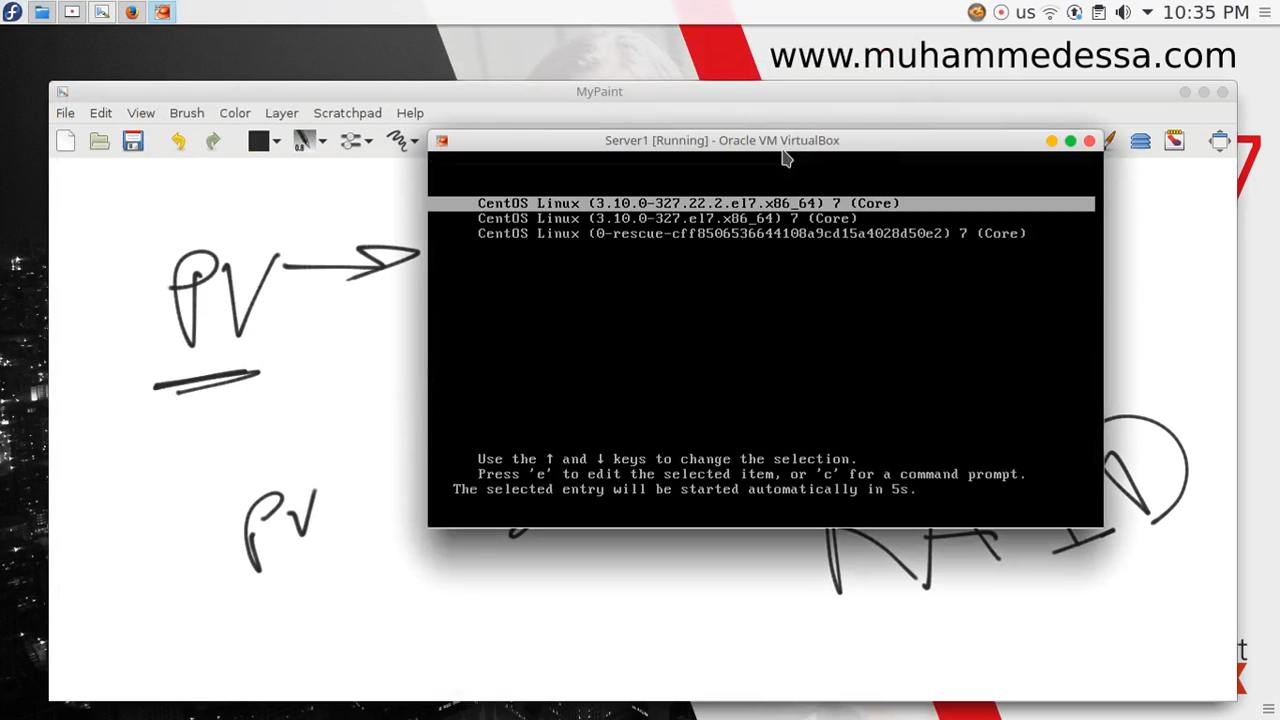 us
10:35 PM
www.muhammedessa.com
MyPaint
File Edit View Brush Color Scratchpad Help
0.8
Server1 [Running] - Oracle VM VirtualBox
CentOS Linux (3.10.0-327.22.2.el7.x86_64) 7 (Core)
CentOS Linux (3.10.0-327.el7.x86_64) 7 (Core)
CentOS Linux (0-rescue-cff8506536644108a9cd15a4028d50e2) 7 (Core)
Use the ↑ and ↓ keys to change the selection.
Press 'e' to edit the selected item, or 'c' for a command prompt.
The selected entry will be started automatically in 5s.
PV
PV
7